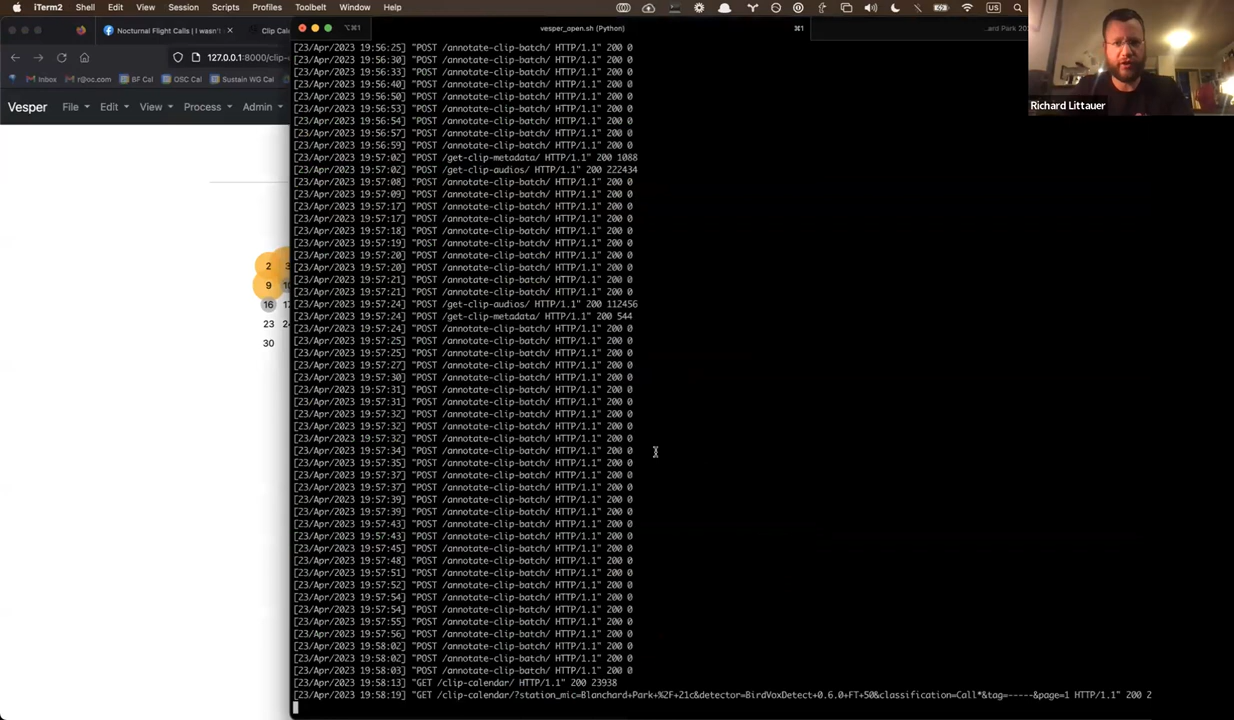 iTerm2 Shell Edit View Session Scripts Profiles Toolbelt Window Help US
⌥⌘1 vesper_open.sh (Python) ⌘1 ..erd Park 20
Nocturnal Flight Calls | I wasn't × Clip Cal
127.0.0.1:8000/clip-c
Inbox r@oc.com BF Cal OSC Cal Sustain WG Cal
Vesper File Edit View Process Admin
2 3
9 10
16 17
23 24
30
Richard Littauer
[23/Apr/2023 19:56:25] "POST /annotate-clip-batch/ HTTP/1.1" 200 0
[23/Apr/2023 19:56:30] "POST /annotate-clip-batch/ HTTP/1.1" 200 0
[23/Apr/2023 19:56:33] "POST /annotate-clip-batch/ HTTP/1.1" 200 0
[23/Apr/2023 19:56:40] "POST /annotate-clip-batch/ HTTP/1.1" 200 0
[23/Apr/2023 19:56:50] "POST /annotate-clip-batch/ HTTP/1.1" 200 0
[23/Apr/2023 19:56:53] "POST /annotate-clip-batch/ HTTP/1.1" 200 0
[23/Apr/2023 19:56:54] "POST /annotate-clip-batch/ HTTP/1.1" 200 0
[23/Apr/2023 19:56:57] "POST /annotate-clip-batch/ HTTP/1.1" 200 0
[23/Apr/2023 19:56:59] "POST /annotate-clip-batch/ HTTP/1.1" 200 0
[23/Apr/2023 19:57:02] "POST /get-clip-metadata/ HTTP/1.1" 200 1088
[23/Apr/2023 19:57:02] "POST /get-clip-audios/ HTTP/1.1" 200 222434
[23/Apr/2023 19:57:08] "POST /annotate-clip-batch/ HTTP/1.1" 200 0
[23/Apr/2023 19:57:09] "POST /annotate-clip-batch/ HTTP/1.1" 200 0
[23/Apr/2023 19:57:17] "POST /annotate-clip-batch/ HTTP/1.1" 200 0
[23/Apr/2023 19:57:17] "POST /annotate-clip-batch/ HTTP/1.1" 200 0
[23/Apr/2023 19:57:18] "POST /annotate-clip-batch/ HTTP/1.1" 200 0
[23/Apr/2023 19:57:19] "POST /annotate-clip-batch/ HTTP/1.1" 200 0
[23/Apr/2023 19:57:20] "POST /annotate-clip-batch/ HTTP/1.1" 200 0
[23/Apr/2023 19:57:20] "POST /annotate-clip-batch/ HTTP/1.1" 200 0
[23/Apr/2023 19:57:21] "POST /annotate-clip-batch/ HTTP/1.1" 200 0
[23/Apr/2023 19:57:21] "POST /annotate-clip-batch/ HTTP/1.1" 200 0
[23/Apr/2023 19:57:24] "POST /get-clip-audios/ HTTP/1.1" 200 112456
[23/Apr/2023 19:57:24] "POST /get-clip-metadata/ HTTP/1.1" 200 544
[23/Apr/2023 19:57:24] "POST /annotate-clip-batch/ HTTP/1.1" 200 0
[23/Apr/2023 19:57:25] "POST /annotate-clip-batch/ HTTP/1.1" 200 0
[23/Apr/2023 19:57:25] "POST /annotate-clip-batch/ HTTP/1.1" 200 0
[23/Apr/2023 19:57:27] "POST /annotate-clip-batch/ HTTP/1.1" 200 0
[23/Apr/2023 19:57:30] "POST /annotate-clip-batch/ HTTP/1.1" 200 0
[23/Apr/2023 19:57:31] "POST /annotate-clip-batch/ HTTP/1.1" 200 0
[23/Apr/2023 19:57:31] "POST /annotate-clip-batch/ HTTP/1.1" 200 0
[23/Apr/2023 19:57:32] "POST /annotate-clip-batch/ HTTP/1.1" 200 0
[23/Apr/2023 19:57:32] "POST /annotate-clip-batch/ HTTP/1.1" 200 0
[23/Apr/2023 19:57:32] "POST /annotate-clip-batch/ HTTP/1.1" 200 0
[23/Apr/2023 19:57:34] "POST /annotate-clip-batch/ HTTP/1.1" 200 0
[23/Apr/2023 19:57:35] "POST /annotate-clip-batch/ HTTP/1.1" 200 0
[23/Apr/2023 19:57:37] "POST /annotate-clip-batch/ HTTP/1.1" 200 0
[23/Apr/2023 19:57:37] "POST /annotate-clip-batch/ HTTP/1.1" 200 0
[23/Apr/2023 19:57:39] "POST /annotate-clip-batch/ HTTP/1.1" 200 0
[23/Apr/2023 19:57:39] "POST /annotate-clip-batch/ HTTP/1.1" 200 0
[23/Apr/2023 19:57:43] "POST /annotate-clip-batch/ HTTP/1.1" 200 0
[23/Apr/2023 19:57:43] "POST /annotate-clip-batch/ HTTP/1.1" 200 0
[23/Apr/2023 19:57:45] "POST /annotate-clip-batch/ HTTP/1.1" 200 0
[23/Apr/2023 19:57:48] "POST /annotate-clip-batch/ HTTP/1.1" 200 0
[23/Apr/2023 19:57:51] "POST /annotate-clip-batch/ HTTP/1.1" 200 0
[23/Apr/2023 19:57:52] "POST /annotate-clip-batch/ HTTP/1.1" 200 0
[23/Apr/2023 19:57:54] "POST /annotate-clip-batch/ HTTP/1.1" 200 0
[23/Apr/2023 19:57:54] "POST /annotate-clip-batch/ HTTP/1.1" 200 0
[23/Apr/2023 19:57:55] "POST /annotate-clip-batch/ HTTP/1.1" 200 0
[23/Apr/2023 19:57:56] "POST /annotate-clip-batch/ HTTP/1.1" 200 0
[23/Apr/2023 19:58:02] "POST /annotate-clip-batch/ HTTP/1.1" 200 0
[23/Apr/2023 19:58:02] "POST /annotate-clip-batch/ HTTP/1.1" 200 0
[23/Apr/2023 19:58:03] "POST /annotate-clip-batch/ HTTP/1.1" 200 0
[23/Apr/2023 19:58:13] "GET /clip-calendar/ HTTP/1.1" 200 23938
[23/Apr/2023 19:58:19] "GET /clip-calendar/?station_mic=Blanchard+Park+%2F+21c&detector=BirdVoxDetect+0.6.0+FT+50&classification=Call*&tag=-----&page=1 HTTP/1.1" 200 2